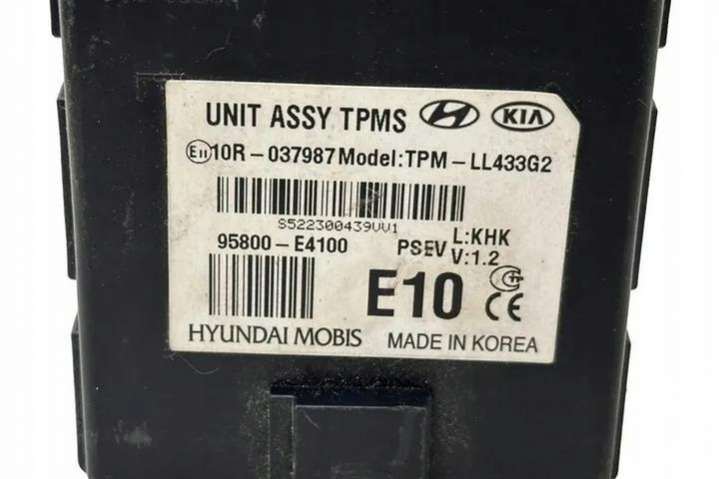 UNIT ASSY TPMS KIA
E11 10R-037987 Model:TPM-LL433G2
S522300439VV1
95800-E4100 PSEV L:KHK
V:1.2
E10 CE
HYUNDAI MOBIS MADE IN KOREA